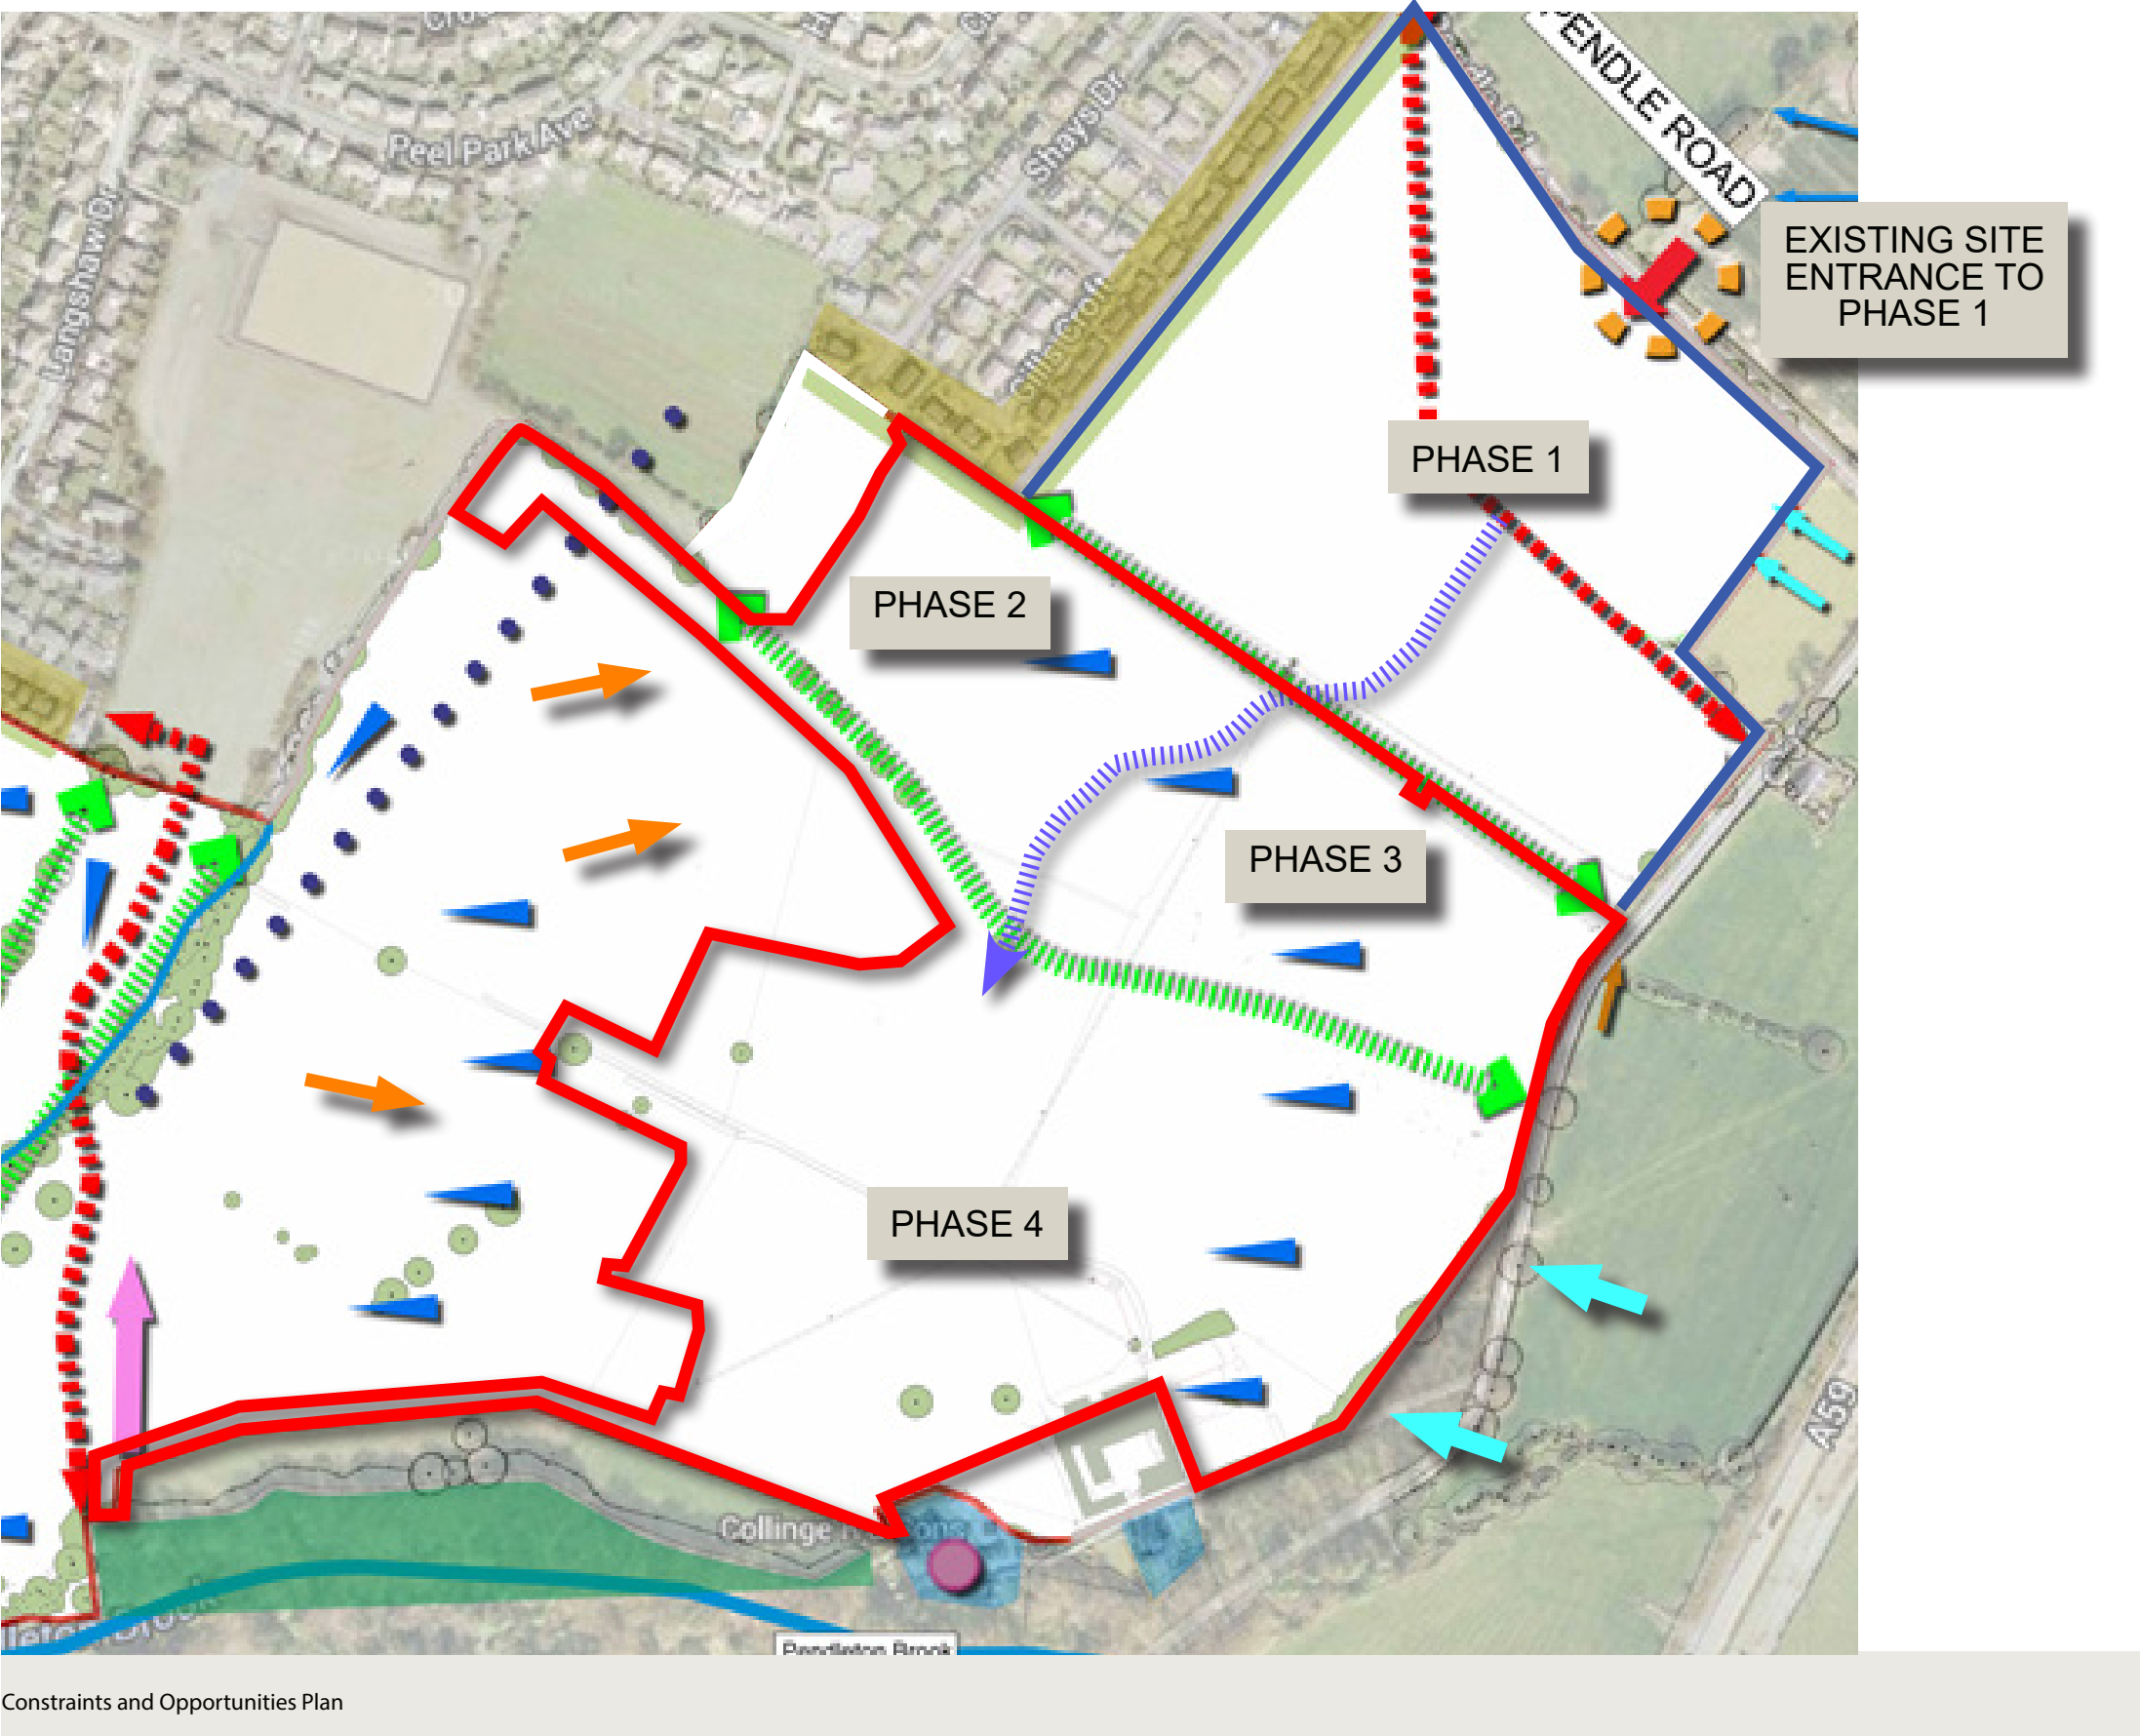 Peel Park Ave
Shays Dr
PENDLE ROAD
Langshaw Dr
EXISTING SITE
ENTRANCE TO
PHASE 1
PHASE 1
PHASE 2
PHASE 3
PHASE 4
A59
Collinge
Pendleton Brook
Constraints and Opportunities Plan